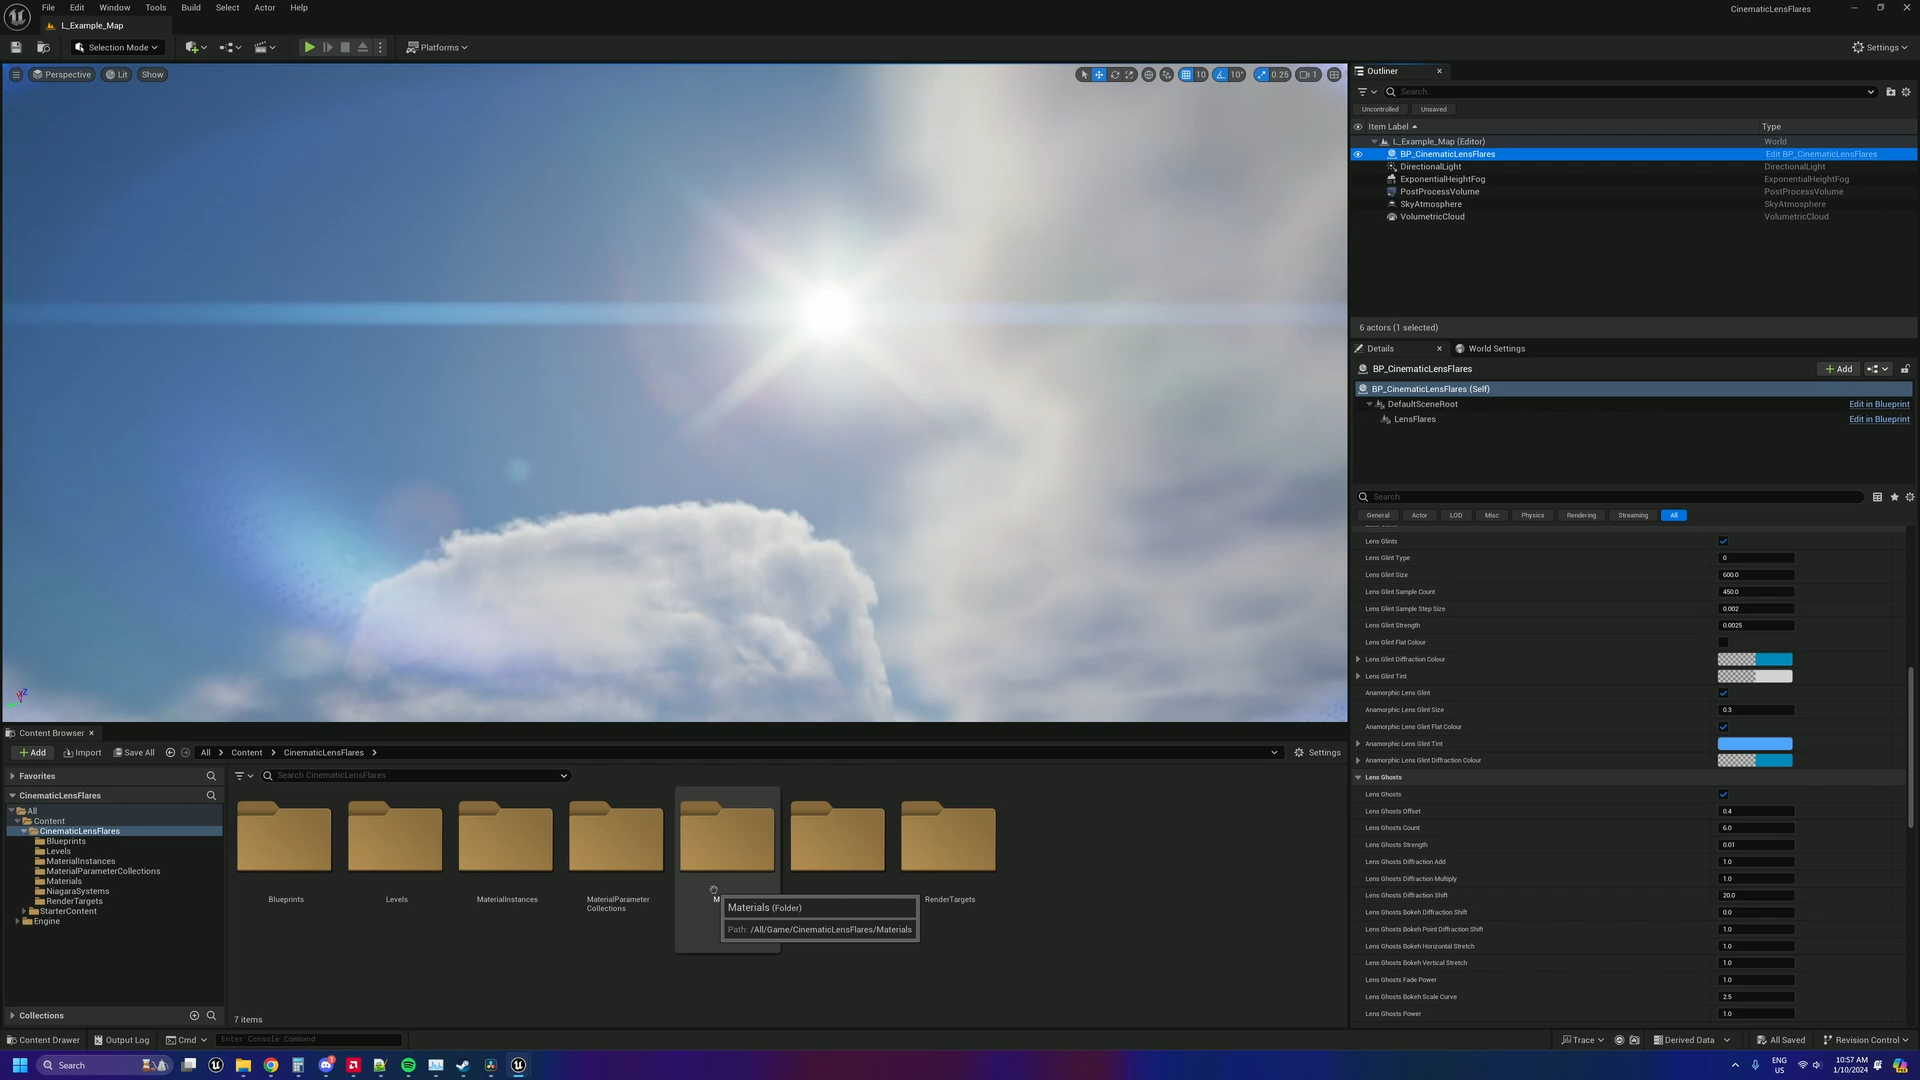 File Edit Window Tools Build Select Actor Help
CinematicLensFlares
L_Example_Map
Selection Mode
Platforms
Settings
Perspective Lit Show
10 10° 0.25 1
Outliner
Search...
Uncontrolled Unsaved
Item Label Type
L_Example_Map (Editor) World
BP_CinematicLensFlares Edit BP_CinematicLensFlares
DirectionalLight DirectionalLight
ExponentialHeightFog ExponentialHeightFog
PostProcessVolume PostProcessVolume
SkyAtmosphere SkyAtmosphere
VolumetricCloud VolumetricCloud
6 actors (1 selected)
Details World Settings
BP_CinematicLensFlares Add
BP_CinematicLensFlares (Self)
DefaultSceneRoot Edit in Blueprint
LensFlares Edit in Blueprint
Search
General Actor LOD Misc Physics Rendering Streaming All
Lens Glints
Lens Glint Type 0
Lens Glint Size 600.0
Lens Glint Sample Count 450.0
Lens Glint Sample Step Size 0.002
Lens Glint Strength 0.0025
Lens Glint Flat Colour
Lens Glint Diffraction Colour
Lens Glint Tint
Anamorphic Lens Glint
Anamorphic Lens Glint Size 0.3
Anamorphic Lens Glint Flat Colour
Anamorphic Lens Glint Tint
Anamorphic Lens Glint Diffraction Colour
Lens Ghosts
Lens Ghosts
Lens Ghosts Offset 0.4
Lens Ghosts Count 6.0
Lens Ghosts Strength 0.01
Lens Ghosts Diffraction Add 1.0
Lens Ghosts Diffraction Multiply 1.0
Lens Ghosts Diffraction Shift 20.0
Lens Ghosts Bokeh Diffraction Shift 0.0
Lens Ghosts Bokeh Point Diffraction Shift 1.0
Lens Ghosts Bokeh Horizontal Stretch 1.0
Lens Ghosts Bokeh Vertical Stretch 1.0
Lens Ghosts Fade Power 1.0
Lens Ghosts Bokeh Scale Curve 2.5
Lens Ghosts Power 1.0
Content Browser
Add Import Save All All Content CinematicLensFlares Settings
Favorites
Search CinematicLensFlares
CinematicLensFlares
All
Content
CinematicLensFlares
Blueprints
Levels
MaterialInstances
MaterialParameterCollections
Materials
NiagaraSystems
RenderTargets
StarterContent
Engine
Blueprints Levels MaterialInstances MaterialParameter
Collections M RenderTargets
Materials (Folder)
Path: /All/Game/CinematicLensFlares/Materials
Collections
7 items
Content Drawer Output Log Cmd Enter Console Command
Trace Derived Data All Saved Revision Control
Search
ENG
US
10:57 AM
1/10/2024